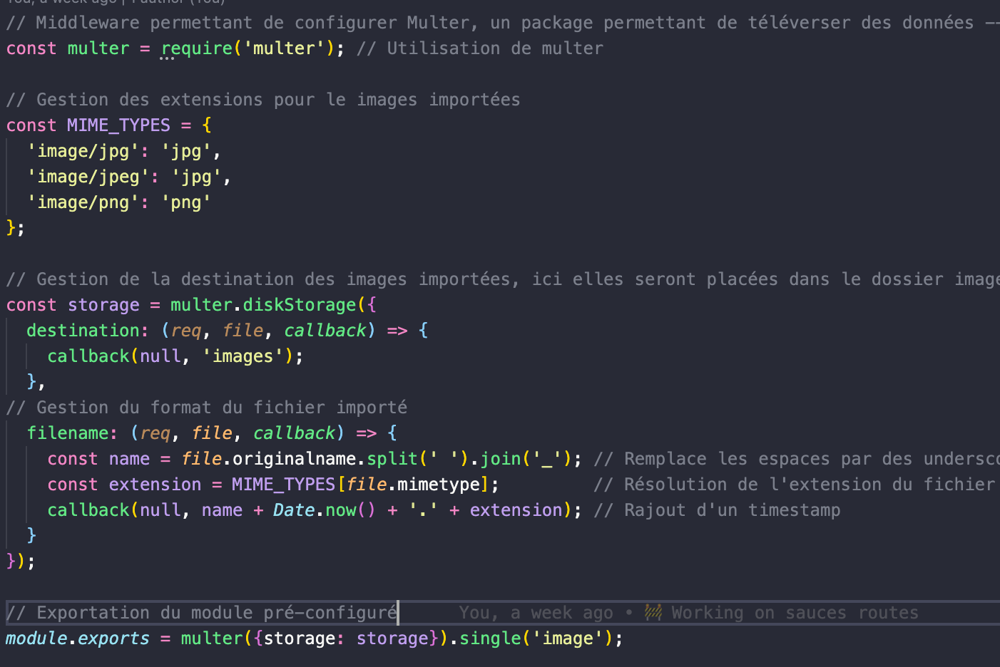 You, a week ago | 1 author (You)
// Middleware permettant de configurer Multer, un package permettant de téléverser des données --
const multer = require('multer'); // Utilisation de multer
// Gestion des extensions pour le images importées
const MIME_TYPES = {
  'image/jpg': 'jpg',
  'image/jpeg': 'jpg',
  'image/png': 'png'
};
// Gestion de la destination des images importées, ici elles seront placées dans le dossier image
const storage = multer.diskStorage({
  destination: (req, file, callback) => {
    callback(null, 'images');
  },
// Gestion du format du fichier importé
  filename: (req, file, callback) => {
    const name = file.originalname.split(' ').join('_'); // Remplace les espaces par des undersco
    const extension = MIME_TYPES[file.mimetype];         // Résolution de l'extension du fichier
    callback(null, name + Date.now() + '.' + extension); // Rajout d'un timestamp
  }
});
// Exportation du module pré-configuré      You, a week ago • 🚧 Working on sauces routes
module.exports = multer({storage: storage}).single('image');